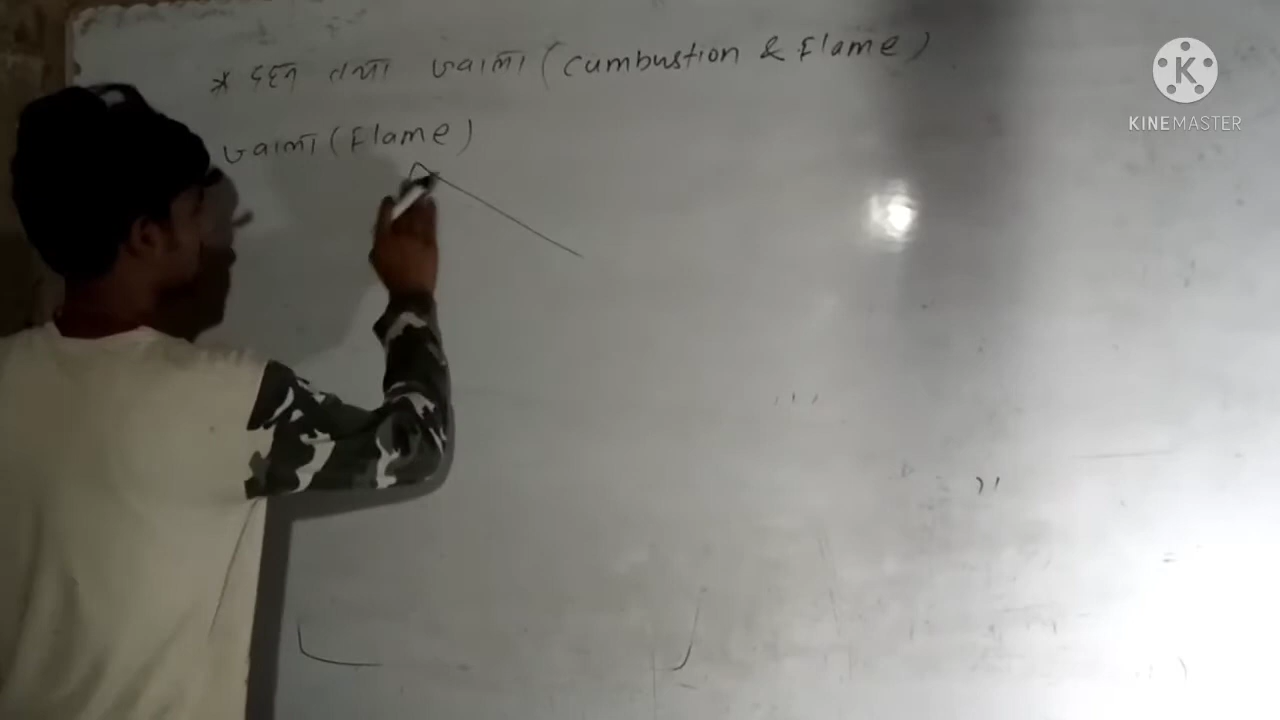 * दहन तथा ज्वाला (Cumbustion & Flame)
ज्वाला (Flame)
KINEMASTER